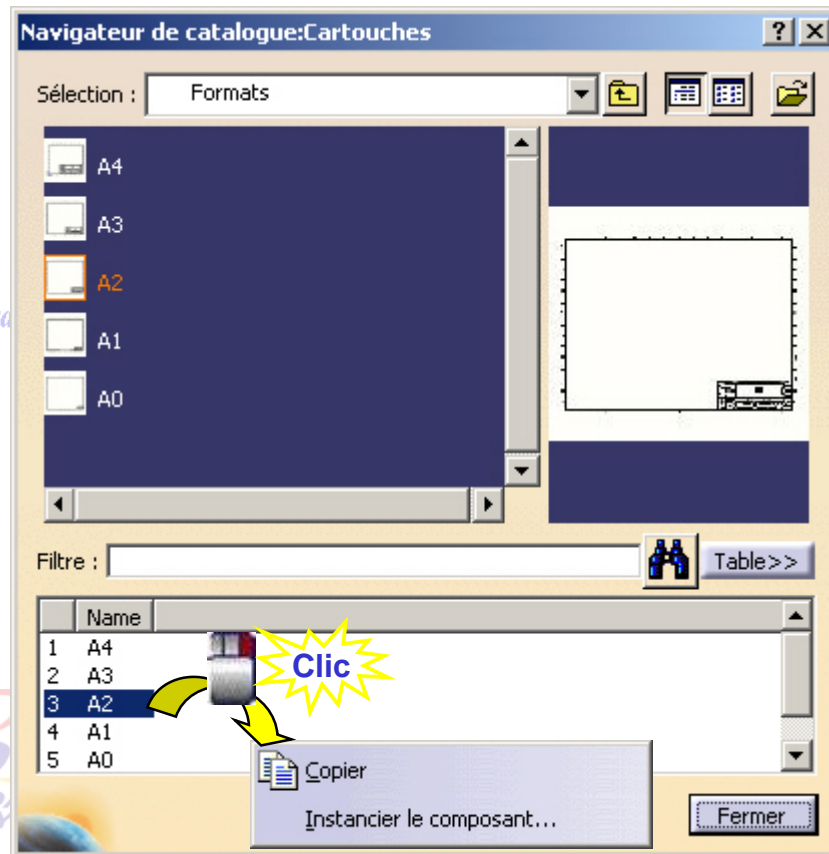 Navigateur de catalogue:Cartouches
Sélection : Formats
A4
A3
A2
A1
A0
Filtre :
Table>>
Name
1 A4
2 A3
3 A2
4 A1
5 A0
Clic
Copier
Instancier le composant...
Fermer